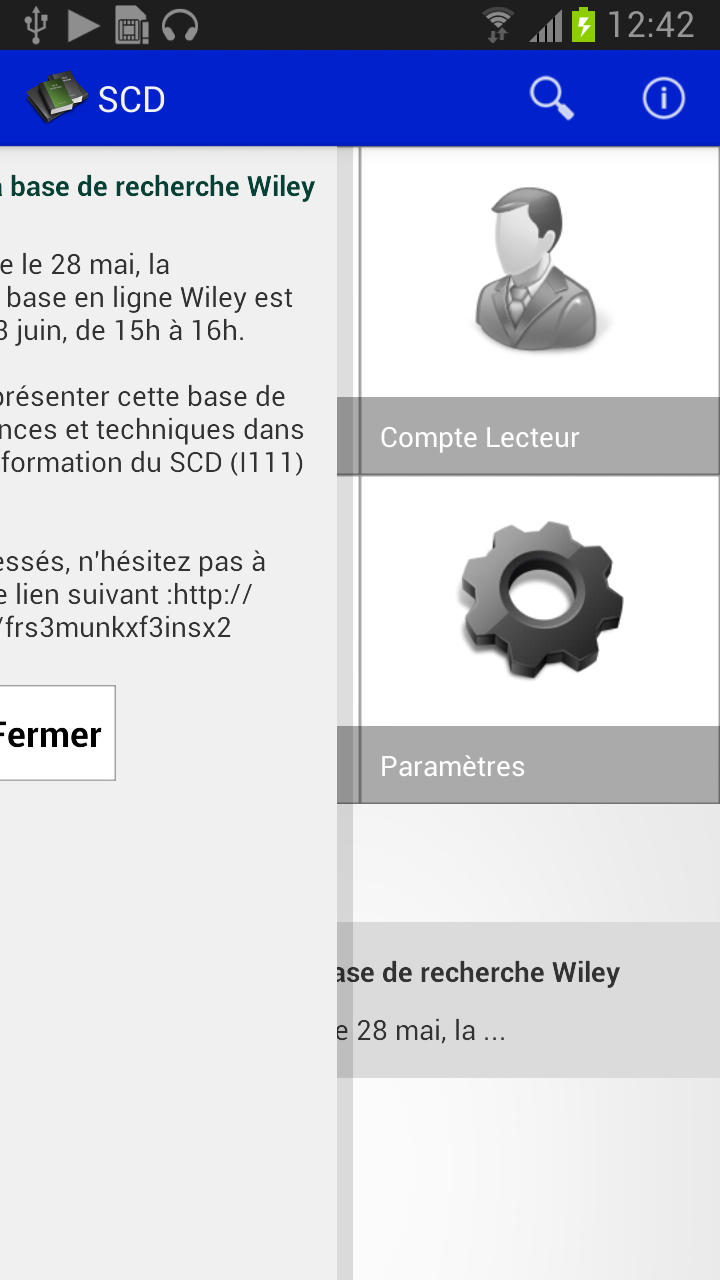 12:42
SCD
base de recherche Wiley
e le 28 mai, la
base en ligne Wiley est
juin, de 15h à 16h.
présenter cette base de
nces et techniques dans
formation du SCD (I111)
essés, n'hésitez pas à
e lien suivant :http://
/frs3munkxf3insx2
Fermer
Compte Lecteur
Paramètres
ase de recherche Wiley
e 28 mai, la ...